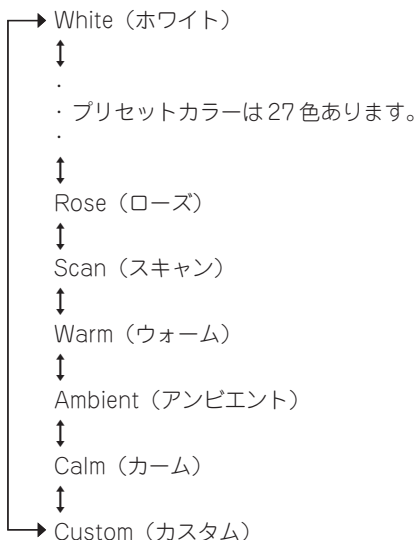 White（ホワイト）
・
・プリセットカラーは27色あります。
・
Rose（ローズ）
Scan（スキャン）
Warm（ウォーム）
Ambient（アンビエント）
Calm（カーム）
Custom（カスタム）